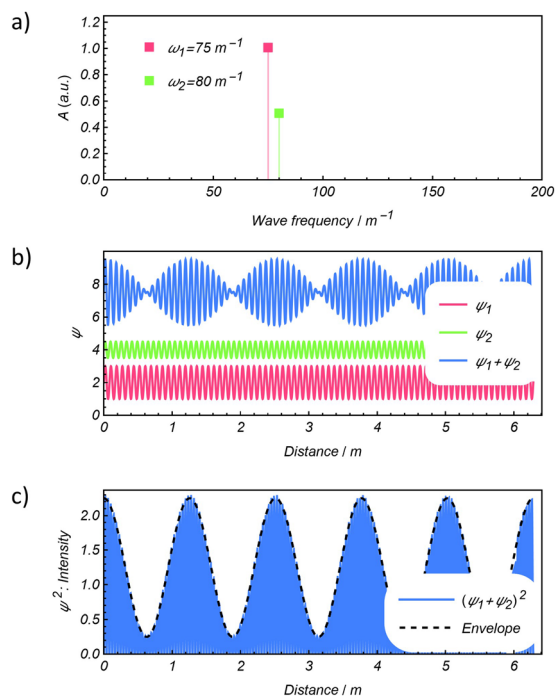 a)
1.2
1.0
0.8
0.6
0.4
0.2
0.0
A (a.u.)
ω1=75 m⁻¹
ω2=80 m⁻¹
0 50 100 150 200
Wave frequency / m⁻¹
b)
8
6
4
2
0
ψ
ψ1
ψ2
ψ1+ψ2
0 1 2 3 4 5 6
Distance / m
c)
2.0
1.5
1.0
0.5
0.0
ψ²: Intensity
(ψ1+ψ2)²
Envelope
0 1 2 3 4 5 6
Distance / m